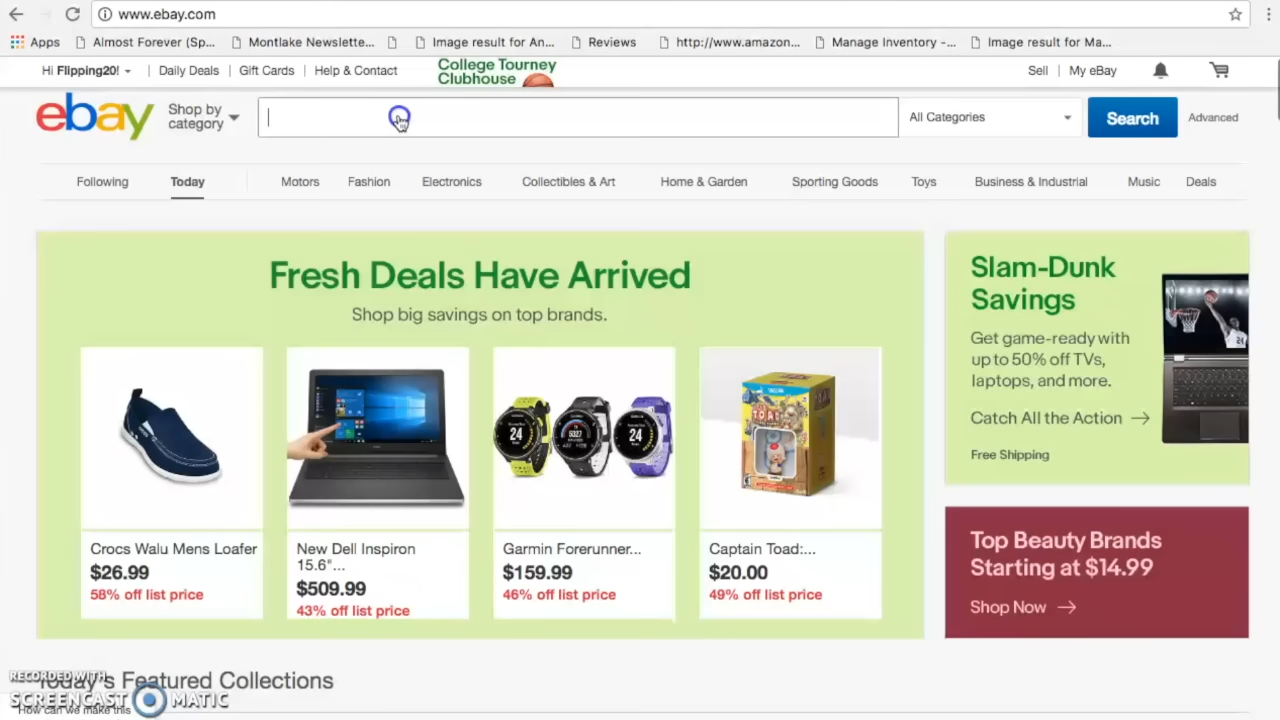 www.ebay.com
Apps Almost Forever (Sp... Montlake Newslette... Image result for An... Reviews http://www.amazon... Manage Inventory -... Image result for Ma...
Hi Flipping20! Daily Deals Gift Cards Help & Contact College Tourney Clubhouse Sell My eBay
ebay
Shop by
category
All Categories Search Advanced
Following Today Motors Fashion Electronics Collectibles & Art Home & Garden Sporting Goods Toys Business & Industrial Music Deals
Fresh Deals Have Arrived
Shop big savings on top brands.
Crocs Walu Mens Loafer
$26.99
58% off list price
New Dell Inspiron
15.6"...
$509.99
43% off list price
Garmin Forerunner...
$159.99
46% off list price
Captain Toad:...
$20.00
49% off list price
Slam-Dunk
Savings
Get game-ready with
up to 50% off TVs,
laptops, and more.
Catch All the Action
Free Shipping
Top Beauty Brands
Starting at $14.99
Shop Now
Today's Featured Collections
RECORDED WITH
SCREENCAST MATIC
How can we make this